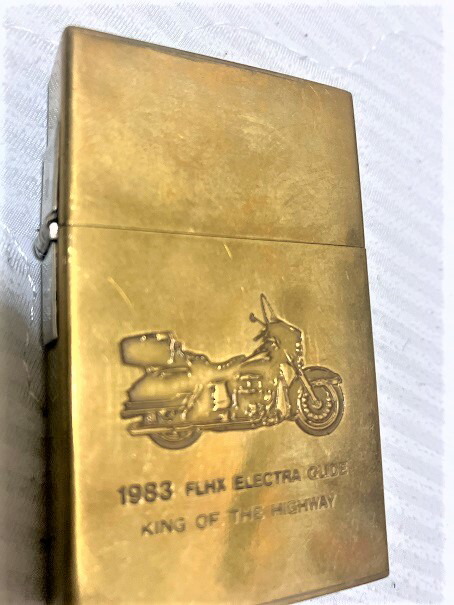 1983 FLHX ELECTRA GLIDE
KING OF THE HIGHWAY